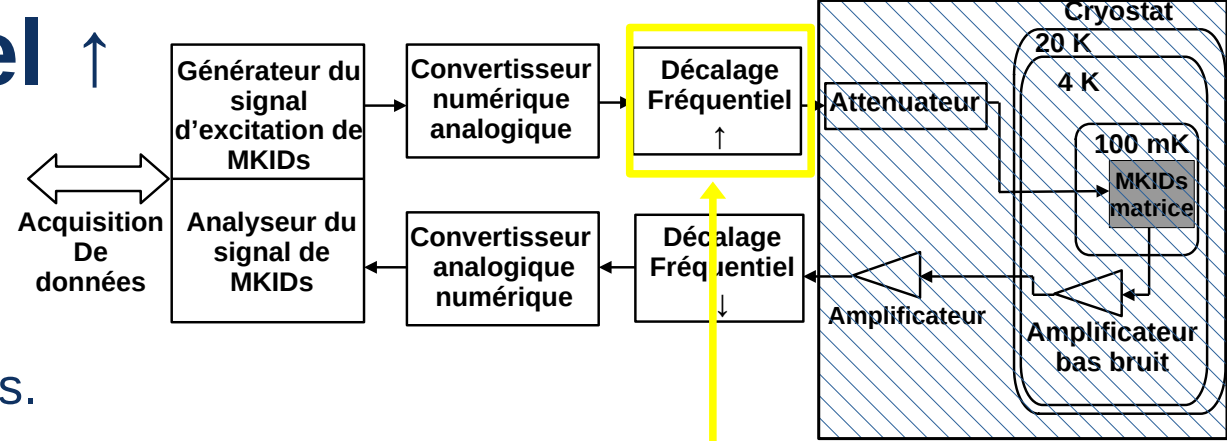 el ↑
Générateur du
signal
d'excitation de
MKIDs
Convertisseur
numérique
analogique
Décalage
Fréquentiel
↑
Attenuateur
Cryostat
20 K
4 K
100 mK
MKIDs
matrice
Acquisition
De
données
Analyseur du
signal de
MKIDs
Convertisseur
analogique
numérique
Décalage
Fréquentiel
↓
Amplificateur
Amplificateur
bas bruit
s.